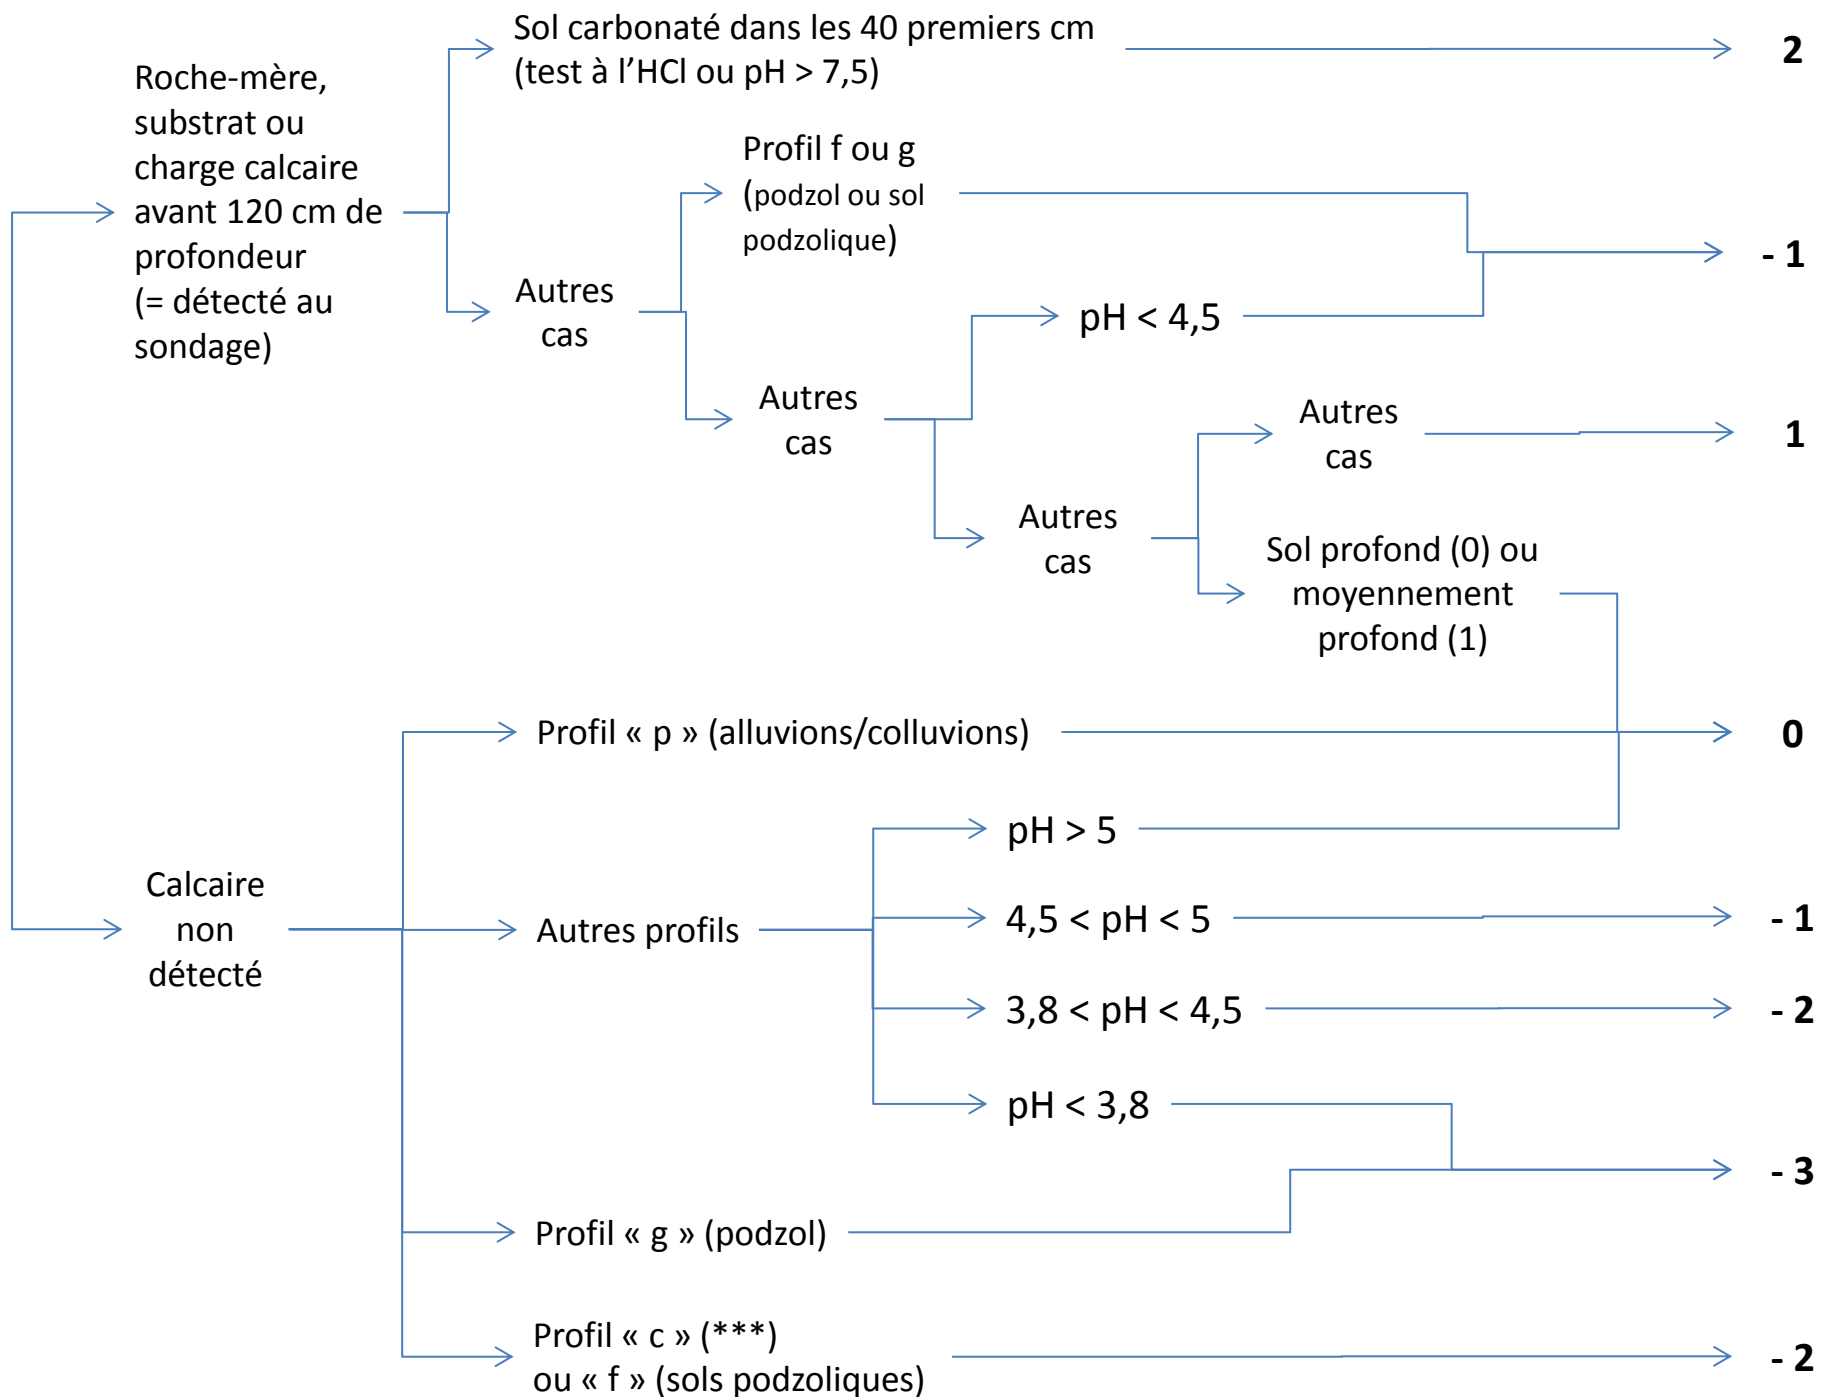 Sol carbonaté dans les 40 premiers cm
(test à l’HCl ou pH > 7,5)
2
Roche-mère,
substrat ou
charge calcaire
avant 120 cm de
profondeur
(= détecté au
sondage)
Profil f ou g
(podzol ou sol
podzolique)
- 1
Autres
cas
pH < 4,5
Autres
cas
Autres
cas
1
Autres
cas
Sol profond (0) ou
moyennement
profond (1)
Profil « p » (alluvions/colluvions)
0
pH > 5
Calcaire
non
détecté
Autres profils
4,5 < pH < 5
- 1
3,8 < pH < 4,5
- 2
pH < 3,8
- 3
Profil « g » (podzol)
Profil « c » (***)
ou « f » (sols podzoliques)
- 2